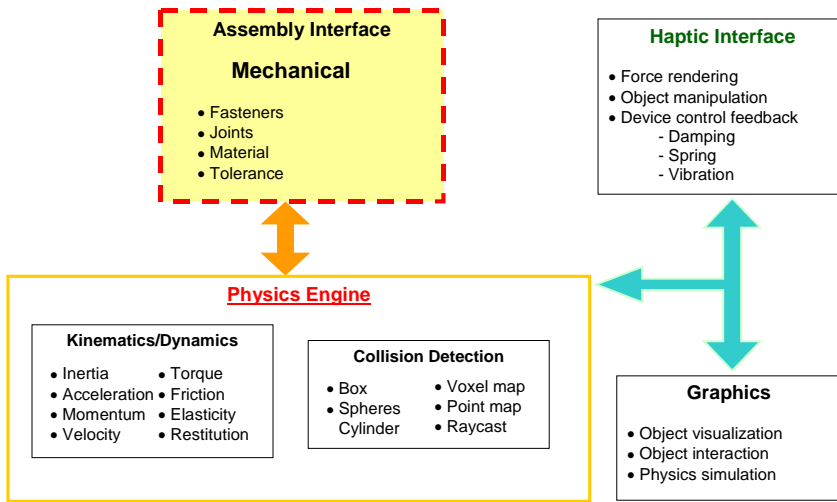 Assembly Interface
Mechanical
• Fasteners
• Joints
• Material
• Tolerance
Haptic Interface
• Force rendering
• Object manipulation
• Device control feedback
- Damping
- Spring
- Vibration
Physics Engine
Kinematics/Dynamics
• Inertia
• Acceleration
• Momentum
• Velocity
• Torque
• Friction
• Elasticity
• Restitution
Collision Detection
• Box
• Spheres
Cylinder
• Voxel map
• Point map
• Raycast
Graphics
• Object visualization
• Object interaction
• Physics simulation